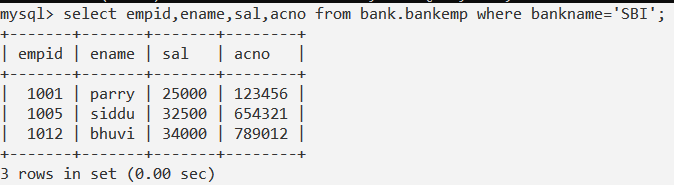 mysql> select empid,ename,sal,acno from bank.bankemp where bankname='SBI';
+-------+-------+-------+--------+
| empid | ename | sal   | acno   |
+-------+-------+-------+--------+
|  1001 | parry | 25000 | 123456 |
|  1005 | siddu | 32500 | 654321 |
|  1012 | bhuvi | 34000 | 789012 |
+-------+-------+-------+--------+
3 rows in set (0.00 sec)